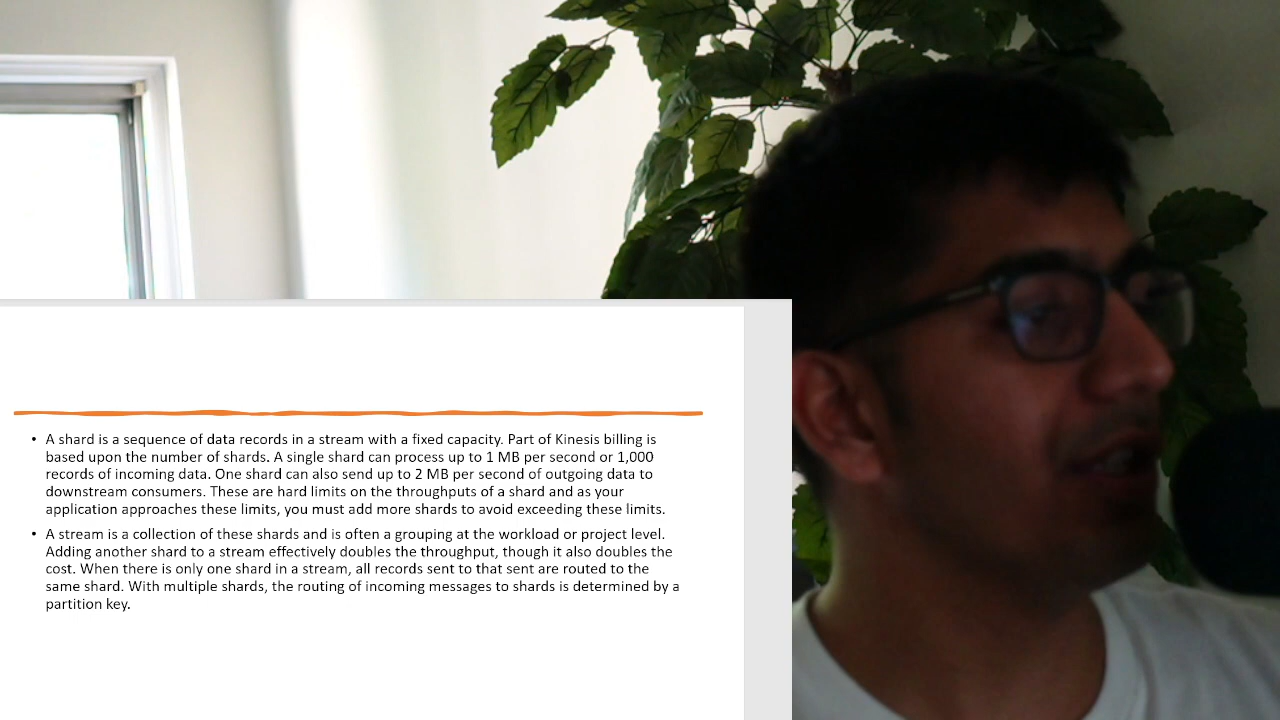 • A shard is a sequence of data records in a stream with a fixed capacity. Part of Kinesis billing is
based upon the number of shards. A single shard can process up to 1 MB per second or 1,000
records of incoming data. One shard can also send up to 2 MB per second of outgoing data to
downstream consumers. These are hard limits on the throughputs of a shard and as your
application approaches these limits, you must add more shards to avoid exceeding these limits.
• A stream is a collection of these shards and is often a grouping at the workload or project level.
Adding another shard to a stream effectively doubles the throughput, though it also doubles the
cost. When there is only one shard in a stream, all records sent to that sent are routed to the
same shard. With multiple shards, the routing of incoming messages to shards is determined by a
partition key.